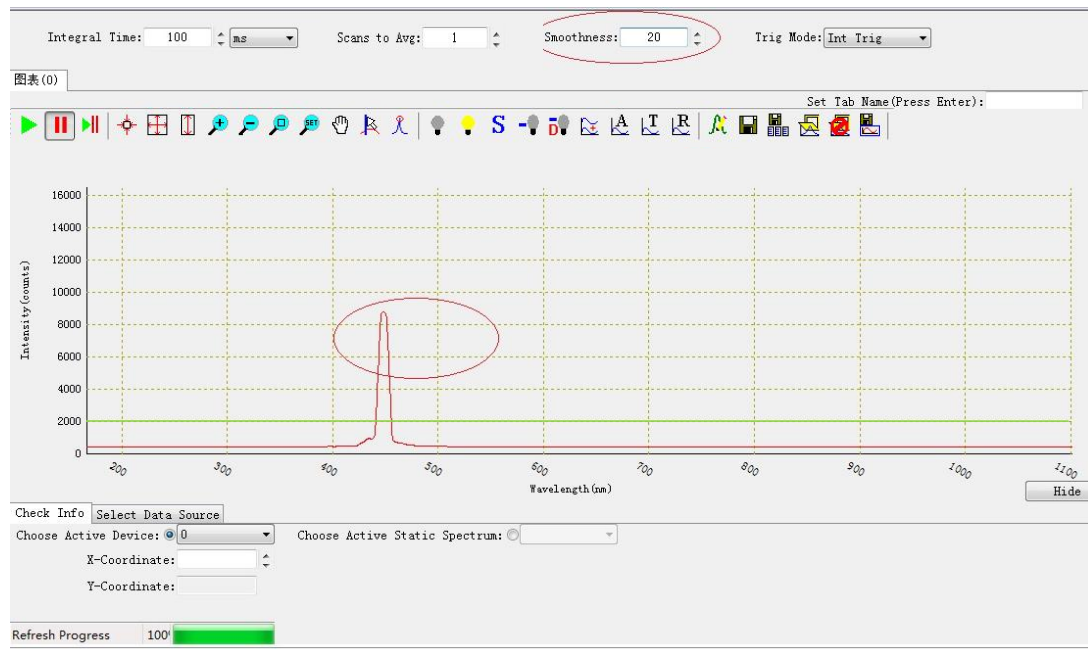 Integral Time: 100 ms Scans to Avg: 1 Smoothness: 20 Trig Mode: Int Trig
图表(0)
Set Tab Name(Press Enter):
SET S D A T R
16000
14000
12000
10000
8000
6000
4000
2000
0
Intensity(counts)
200 300 400 500 600 700 800 900 1000 1100
Wavelength(nm)
Hide
Check Info Select Data Source
Choose Active Device: 0 Choose Active Static Spectrum:
X-Coordinate:
Y-Coordinate:
Refresh Progress 100%